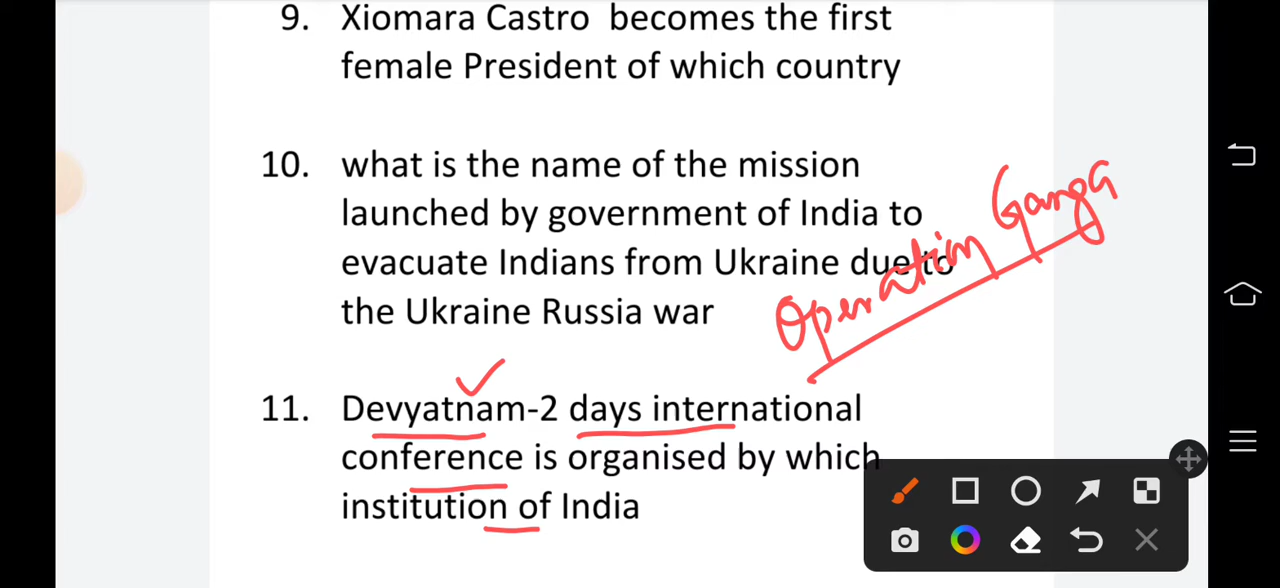 9. Xiomara Castro becomes the first
female President of which country
10. what is the name of the mission
launched by government of India to
evacuate Indians from Ukraine due to
the Ukraine Russia war
Operation Ganga
11. Devyatnam-2 days international
conference is organised by which
institution of India